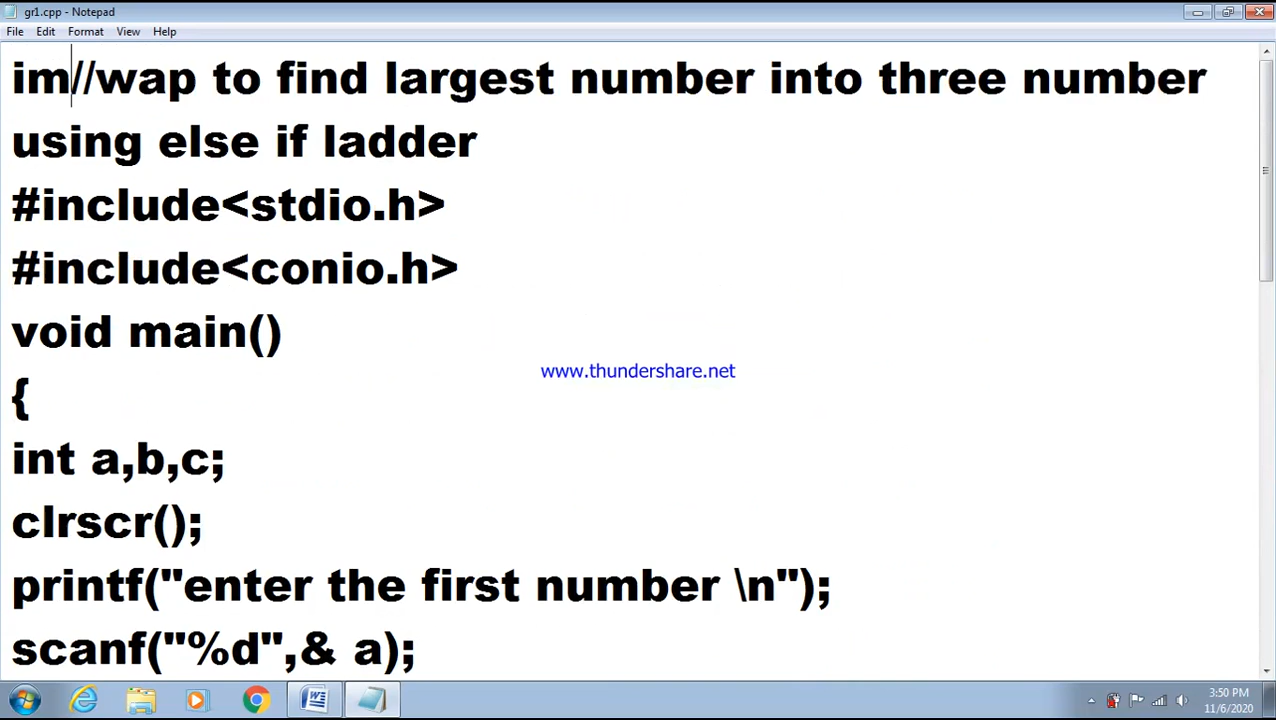 gr1.cpp - Notepad
File Edit Format View Help
im//wap to find largest number into three number
using else if ladder
#include<stdio.h>
#include<conio.h>
void main()
{
int a,b,c;
clrscr();
printf("enter the first number \n");
scanf("%d",& a);
www.thundershare.net
3:50 PM
11/6/2020